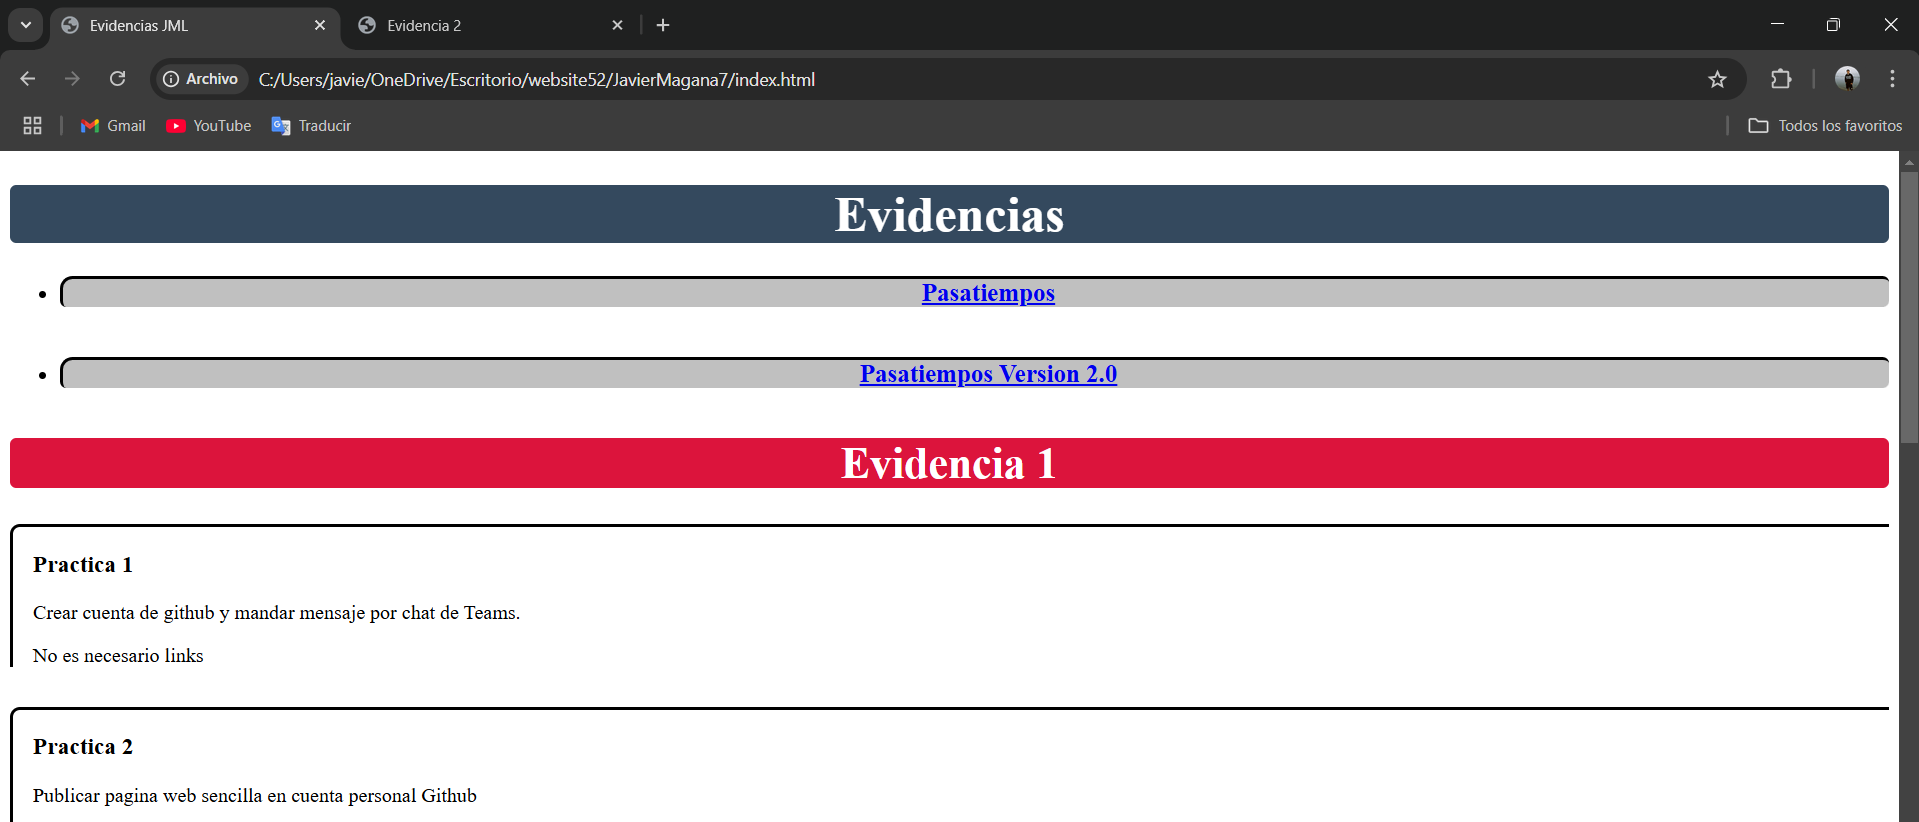 Evidencias JML
Evidencia 2
Archivo C:/Users/javie/OneDrive/Escritorio/website52/JavierMagana7/index.html
Gmail YouTube Traducir Todos los favoritos
Evidencias
Pasatiempos
Pasatiempos Version 2.0
Evidencia 1
Practica 1
Crear cuenta de github y mandar mensaje por chat de Teams.
No es necesario links
Practica 2
Publicar pagina web sencilla en cuenta personal Github